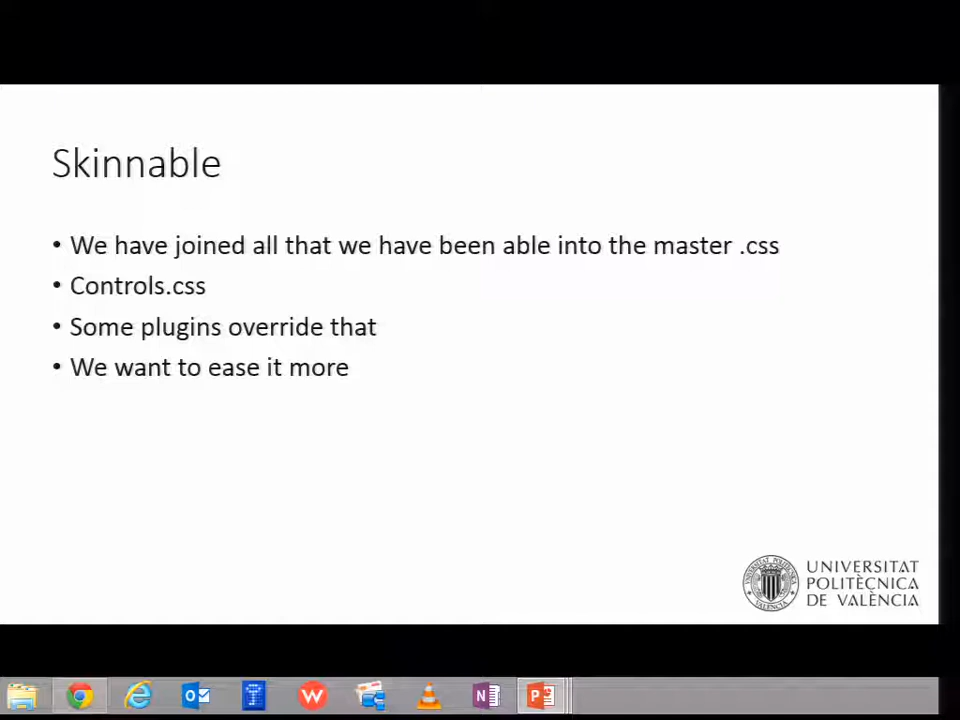 Skinnable
• We have joined all that we have been able into the master .css
• Controls.css
• Some plugins override that
• We want to ease it more
UNIVERSITAT
POLITÈCNICA
DE VALÈNCIA